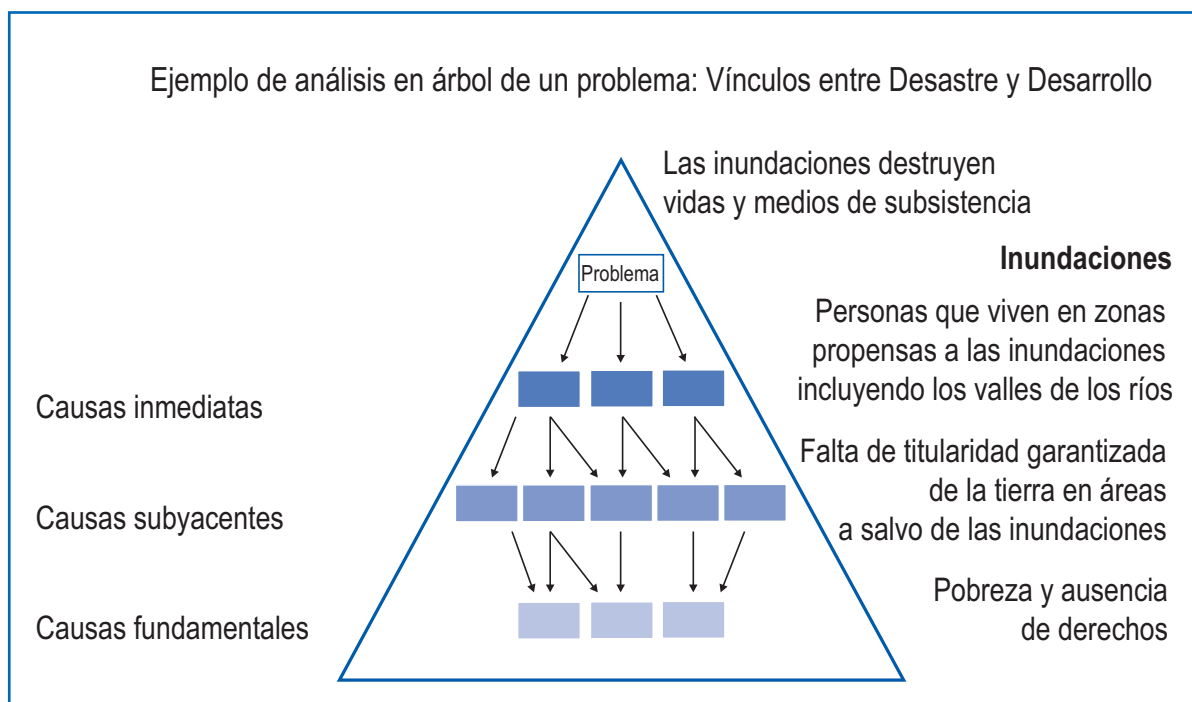 Ejemplo de análisis en árbol de un problema: Vínculos entre Desastre y Desarrollo
Las inundaciones destruyen
vidas y medios de subsistencia
Problema
Inundaciones
Causas inmediatas
Personas que viven en zonas
propensas a las inundaciones
incluyendo los valles de los ríos
Causas subyacentes
Falta de titularidad garantizada
de la tierra en áreas
a salvo de las inundaciones
Causas fundamentales
Pobreza y ausencia
de derechos